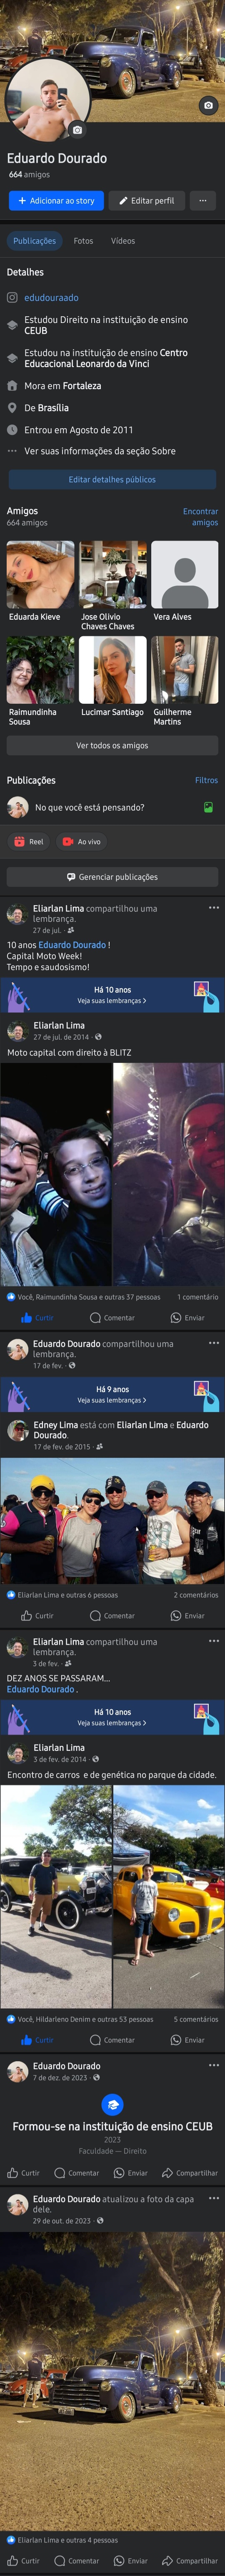 Eduardo Dourado
664 amigos
Adicionar ao story
Editar perfil
Publicações
Fotos
Vídeos
Detalhes
edudouraado
Estudou Direito na instituição de ensino
CEUB
Estudou na instituição de ensino Centro
Educacional Leonardo da Vinci
Mora em Fortaleza
De Brasília
Entrou em Agosto de 2011
Ver suas informações da seção Sobre
Editar detalhes públicos
Amigos
664 amigos
Encontrar
amigos
Eduarda Kieve
Jose Olivio
Chaves Chaves
Vera Alves
Raimundinha
Sousa
Lucimar Santiago
Guilherme
Martins
Ver todos os amigos
Publicações
Filtros
No que você está pensando?
Reel
Ao vivo
Gerenciar publicações
Eliarlan Lima compartilhou uma
lembrança.
27 de jul. ·
10 anos Eduardo Dourado !
Capital Moto Week!
Tempo e saudosismo!
Há 10 anos
Veja suas lembranças >
Eliarlan Lima
27 de jul. de 2014 ·
Moto capital com direito à BLITZ
Você, Raimundinha Sousa e outras 37 pessoas
1 comentário
Curtir
Comentar
Enviar
Eduardo Dourado compartilhou uma
lembrança.
17 de fev. ·
Há 9 anos
Veja suas lembranças >
Edney Lima está com Eliarlan Lima e Eduardo
Dourado.
17 de fev. de 2015 ·
Eliarlan Lima e outras 6 pessoas
2 comentários
Curtir
Comentar
Enviar
Eliarlan Lima compartilhou uma
lembrança.
3 de fev. ·
DEZ ANOS SE PASSARAM...
Eduardo Dourado .
Há 10 anos
Veja suas lembranças >
Eliarlan Lima
3 de fev. de 2014 ·
Encontro de carros e de genética no parque da cidade.
Você, Hildarleno Denim e outras 53 pessoas
5 comentários
Curtir
Comentar
Enviar
Eduardo Dourado
7 de dez. de 2023 ·
Formou-se na instituição de ensino CEUB
2023
Faculdade — Direito
Curtir
Comentar
Enviar
Compartilhar
Eduardo Dourado atualizou a foto da capa
dele.
29 de out. de 2023 ·
Eliarlan Lima e outras 4 pessoas
Curtir
Comentar
Enviar
Compartilhar